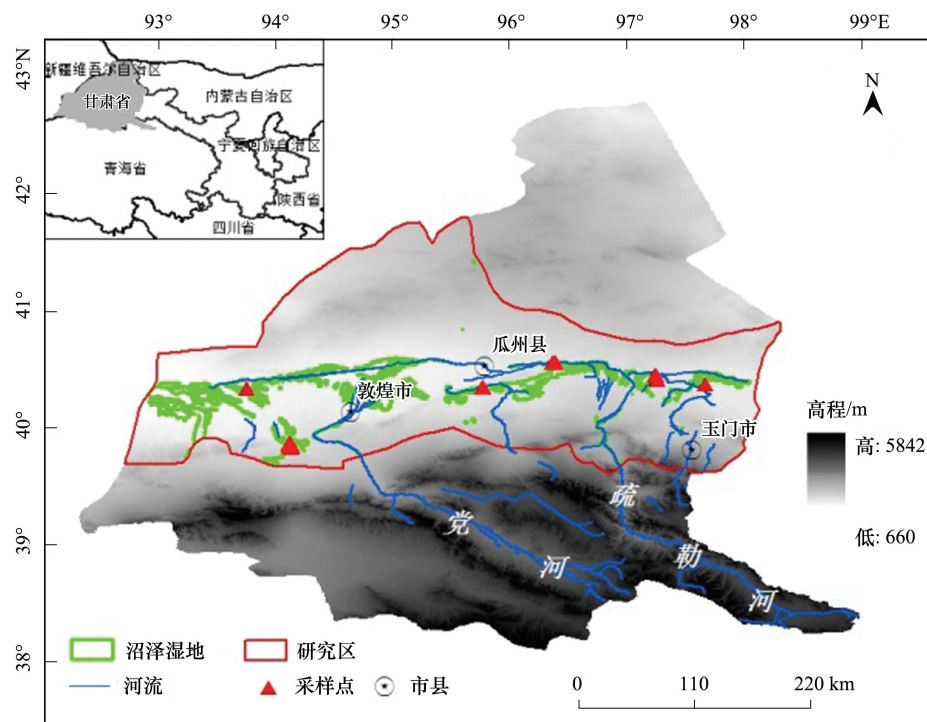 93° 94° 95° 96° 97° 98° 99°E
43°N
42°
41°
40°
39°
38°
新疆维吾尔自治区
甘肃省
内蒙古自治区
宁夏回族自治区
青海省
陕西省
四川省
N
瓜州县
敦煌市
玉门市
疏
勒
河
党
河
高程/m
高: 5842
低: 660
沼泽湿地 研究区
河流 采样点 市县
0 110 220 km